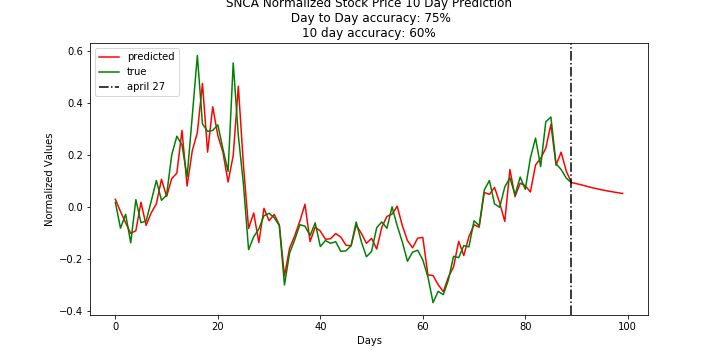 SNCA Normalized Stock Price 10 Day Prediction
Day to Day accuracy: 75%
10 day accuracy: 60%
predicted
true
april 27
Normalized Values
0.6
0.4
0.2
0.0
−0.2
−0.4
0 20 40 60 80 100
Days